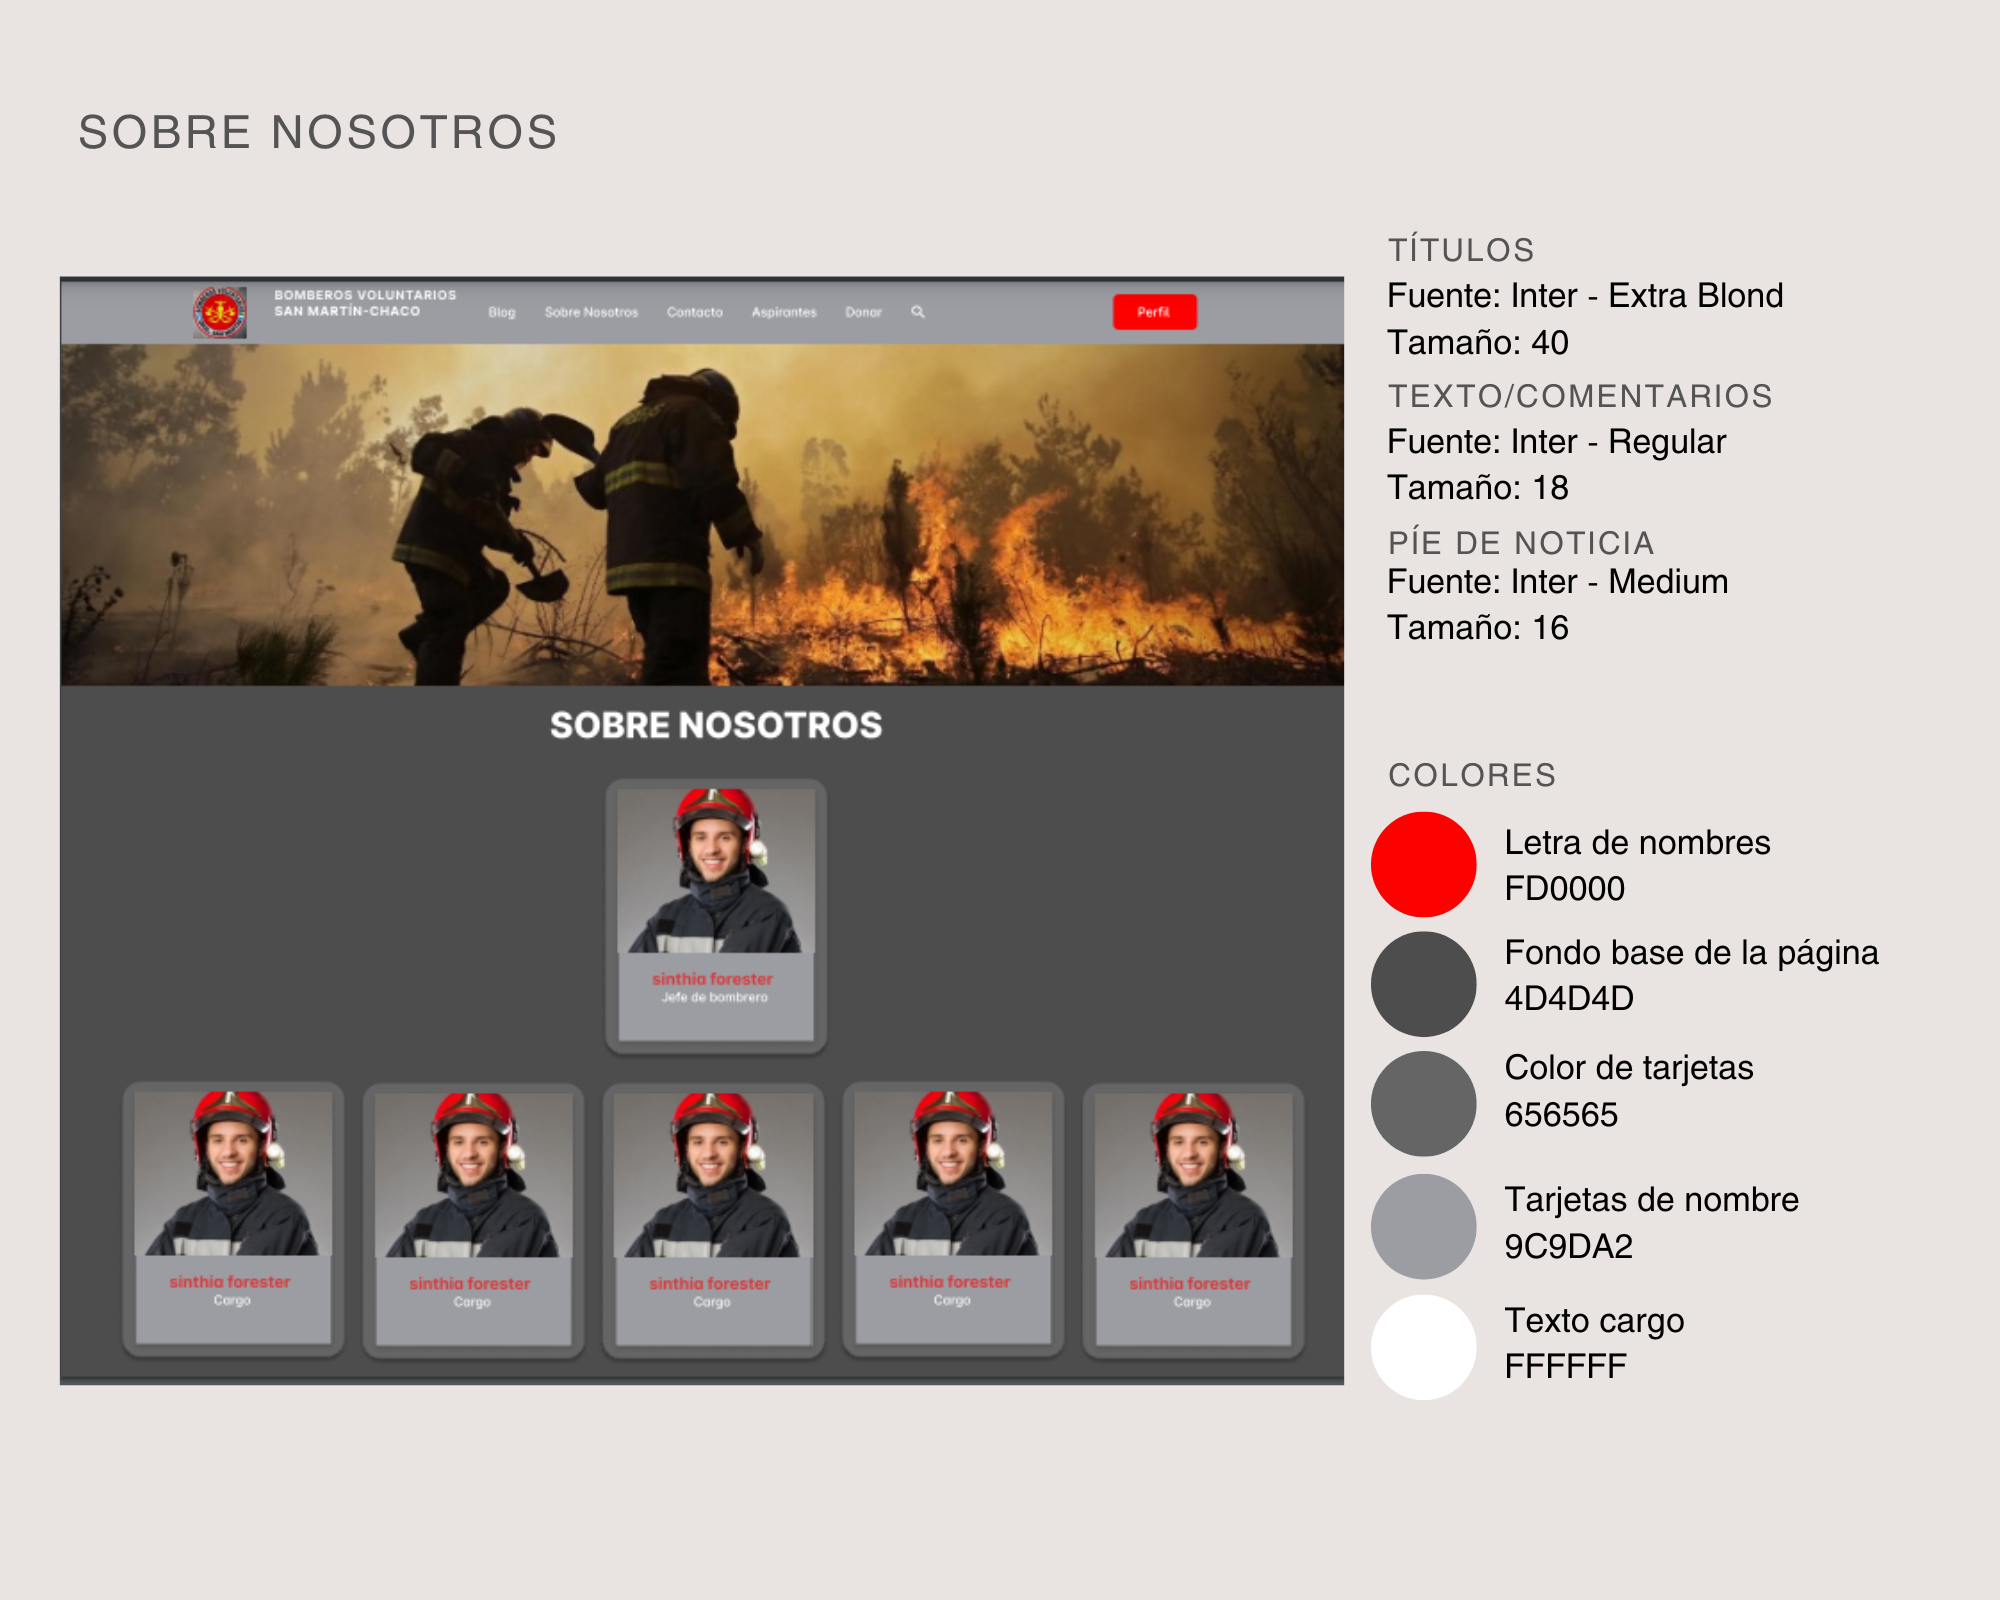 SOBRE NOSOTROS
BOMBEROS VOLUNTARIOS
SAN MARTÍN-CHACO
Blog
Sobre Nosotros
Contacto
Aspirantes
Donar
Perfil
SOBRE NOSOTROS
sinthia forester
Jefe de bombrero
sinthia forester
Cargo
sinthia forester
Cargo
sinthia forester
Cargo
sinthia forester
Cargo
sinthia forester
Cargo
TÍTULOS
Fuente: Inter - Extra Blond
Tamaño: 40
TEXTO/COMENTARIOS
Fuente: Inter - Regular
Tamaño: 18
PÍE DE NOTICIA
Fuente: Inter - Medium
Tamaño: 16
COLORES
Letra de nombres
FD0000
Fondo base de la página
4D4D4D
Color de tarjetas
656565
Tarjetas de nombre
9C9DA2
Texto cargo
FFFFFF